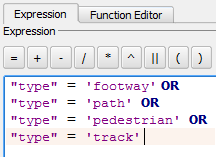 Expression Function Editor
Expression
= + - / * ^ || ( )
"type" = 'footway' OR
"type" = 'path' OR
"type" = 'pedestrian' OR
"type" = 'track'